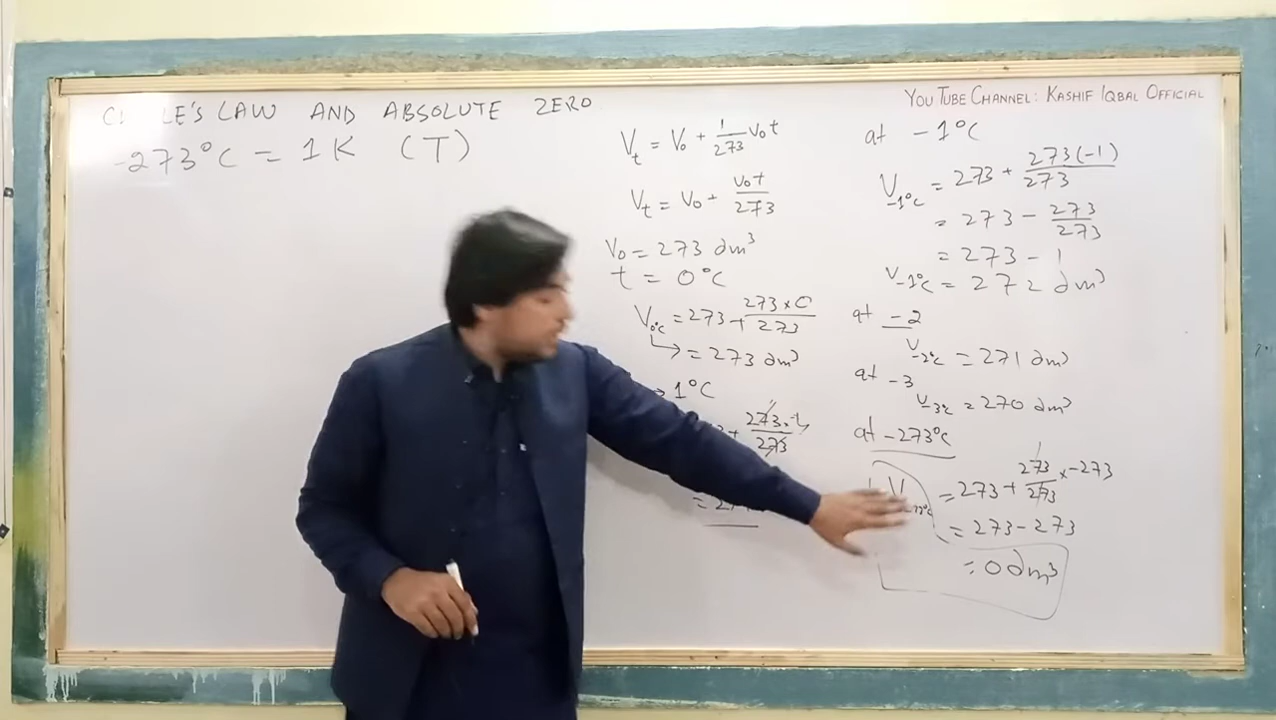 LE'S LAW AND ABSOLUTE ZERO
-273°C = 1K (T)
Vt = V₀ + 1/273 V₀t
Vt = V₀ + V₀t/273
V₀ = 273 dm³
t = 0°C
V₀°C = 273 + 273×0/273
→ = 273 dm³
→ 1°C
+ 273×1/273
=
YOUTUBE CHANNEL: KASHIF IQBAL OFFICIAL
at -1°C
V-1°C = 273 + 273(-1)/273
= 273 - 273/273
= 273 - 1
V-1°C = 272 dm³
at -2
V-2°C = 271 dm³
at -3
V-3°C = 270 dm³
at -273°C
V = 273 + 273/273 × -273
= 273 - 273
= 0 dm³